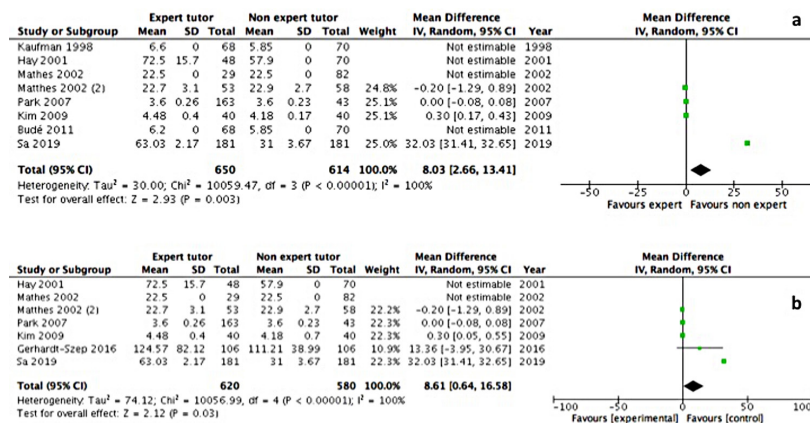 a
Expert tutor Non expert tutor Mean Difference Mean Difference
Study or Subgroup Mean SD Total Mean SD Total Weight IV, Random, 95% CI Year IV, Random, 95% CI
Kaufman 1998 6.6 0 68 5.85 0 70 Not estimable 1998
Hay 2001 72.5 15.7 48 57.9 0 70 Not estimable 2001
Mathes 2002 22.5 0 29 22.5 0 82 Not estimable 2002
Matthes 2002 (2) 22.7 3.1 53 22.9 2.7 58 24.8% -0.20 [-1.29, 0.89] 2002
Park 2007 3.6 0.26 163 3.6 0.23 43 25.1% 0.00 [-0.08, 0.08] 2007
Kim 2009 4.48 0.4 40 4.18 0.17 40 25.1% 0.30 [0.17, 0.43] 2009
Budé 2011 6.2 0 68 5.85 0 70 Not estimable 2011
Sa 2019 63.03 2.17 181 31 3.67 181 25.0% 32.03 [31.41, 32.65] 2019
Total (95% CI) 650 614 100.0% 8.03 [2.66, 13.41]
Heterogeneity: Tau² = 30.00; Chi² = 10059.47, df = 3 (P < 0.00001); I² = 100%
Test for overall effect: Z = 2.93 (P = 0.003)
-50 -25 0 25 50
Favours expert Favours non expert
b
Expert tutor Non expert tutor Mean Difference Mean Difference
Study or Subgroup Mean SD Total Mean SD Total Weight IV, Random, 95% CI Year IV, Random, 95% CI
Hay 2001 72.5 15.7 48 57.9 0 70 Not estimable 2001
Mathes 2002 22.5 0 29 22.5 0 82 Not estimable 2002
Matthes 2002 (2) 22.7 3.1 53 22.9 2.7 58 22.2% -0.20 [-1.29, 0.89] 2002
Park 2007 3.6 0.26 163 3.6 0.23 43 22.3% 0.00 [-0.08, 0.08] 2007
Kim 2009 4.48 0.4 40 4.18 0.7 40 22.3% 0.30 [0.05, 0.55] 2009
Gerhardt-Szep 2016 124.57 82.12 106 111.21 38.99 106 10.9% 13.36 [-3.95, 30.67] 2016
Sa 2019 63.03 2.17 181 31 3.67 181 22.3% 32.03 [31.41, 32.65] 2019
Total (95% CI) 620 580 100.0% 8.61 [0.64, 16.58]
Heterogeneity: Tau² = 74.12; Chi² = 10056.99, df = 4 (P < 0.00001); I² = 100%
Test for overall effect: Z = 2.12 (P = 0.03)
-100 -50 0 50 100
Favours [experimental] Favours [control]